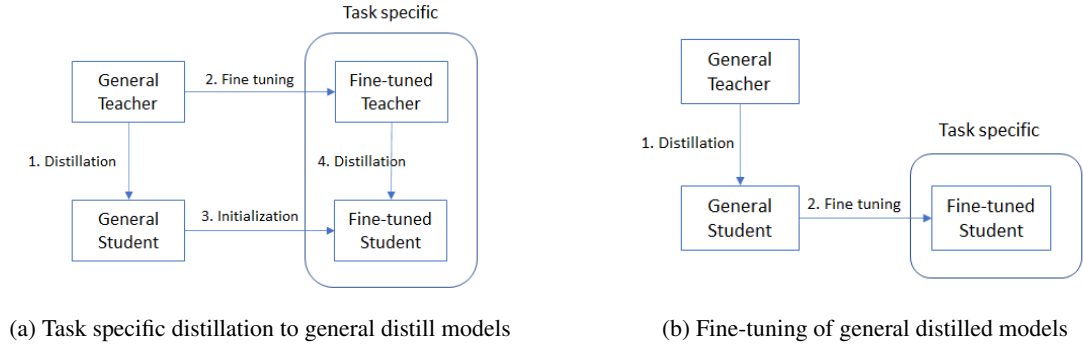 Task specific
General
Teacher
2. Fine tuning
Fine-tuned
Teacher
1. Distillation
4. Distillation
General
Student
3. Initialization
Fine-tuned
Student
(a) Task specific distillation to general distill models
General
Teacher
1. Distillation
Task specific
General
Student
2. Fine tuning
Fine-tuned
Student
(b) Fine-tuning of general distilled models